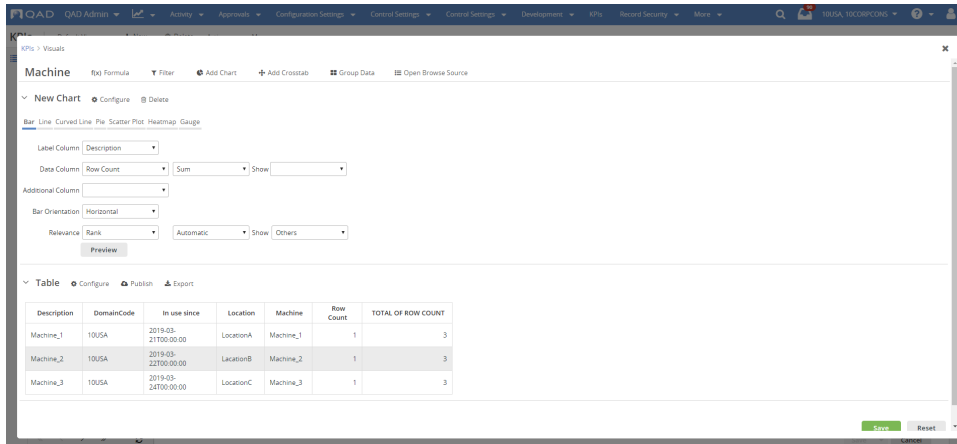 QAD QAD Admin Activity Approvals Configuration Settings Control Settings Control Settings Development KPIs Record Security More 10USA, 10CORPCONS
KPIs > Visuals
Machine f(x) Formula Filter Add Chart Add Crosstab Group Data Open Browse Source
New Chart Configure Delete
Bar Line Curved Line Pie Scatter Plot Heatmap Gauge
Label Column Description
Data Column Row Count Sum Show
Additional Column
Bar Orientation Horizontal
Relevance Rank Automatic Show Others
Preview
Table Configure Publish Export
Description DomainCode In use since Location Machine Row Count TOTAL OF ROW COUNT
Machine_1 10USA 2019-03-21T00:00:00 LocationA Machine_1 1 3
Machine_2 10USA 2019-03-22T00:00:00 LacationB Machine_2 1 3
Machine_3 10USA 2019-03-24T00:00:00 LocationC Machine_3 1 3
Save Reset
Cancel